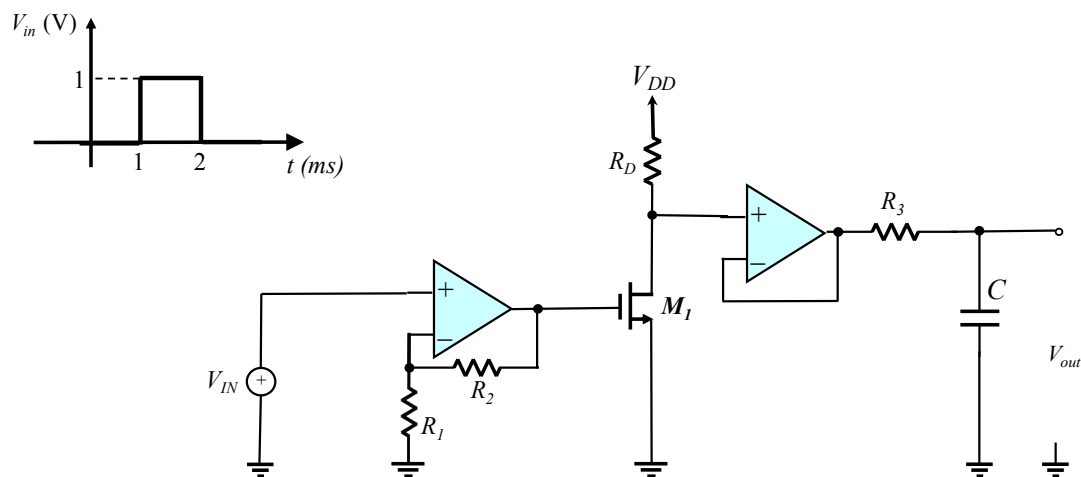 V_in (V)
1
1 2 t (ms)
V_DD
R_D
R_3
+
−
+
−
M_1
C
V_IN
+
R_2
R_1
V_out